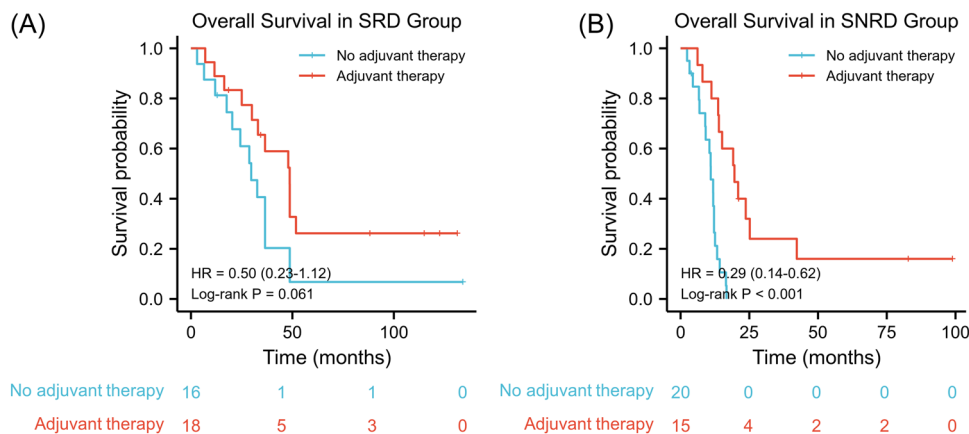 (A)
Overall Survival in SRD Group
No adjuvant therapy
Adjuvant therapy
Survival probability
1.0
0.8
0.6
0.4
0.2
0.0
HR = 0.50 (0.23-1.12)
Log-rank P = 0.061
0 50 100
Time (months)
No adjuvant therapy 16 1 1 0
Adjuvant therapy 18 5 3 0
(B)
Overall Survival in SNRD Group
No adjuvant therapy
Adjuvant therapy
Survival probability
1.0
0.8
0.6
0.4
0.2
0.0
HR = 0.29 (0.14-0.62)
Log-rank P < 0.001
0 25 50 75 100
Time (months)
No adjuvant therapy 20 0 0 0 0
Adjuvant therapy 15 4 2 2 0